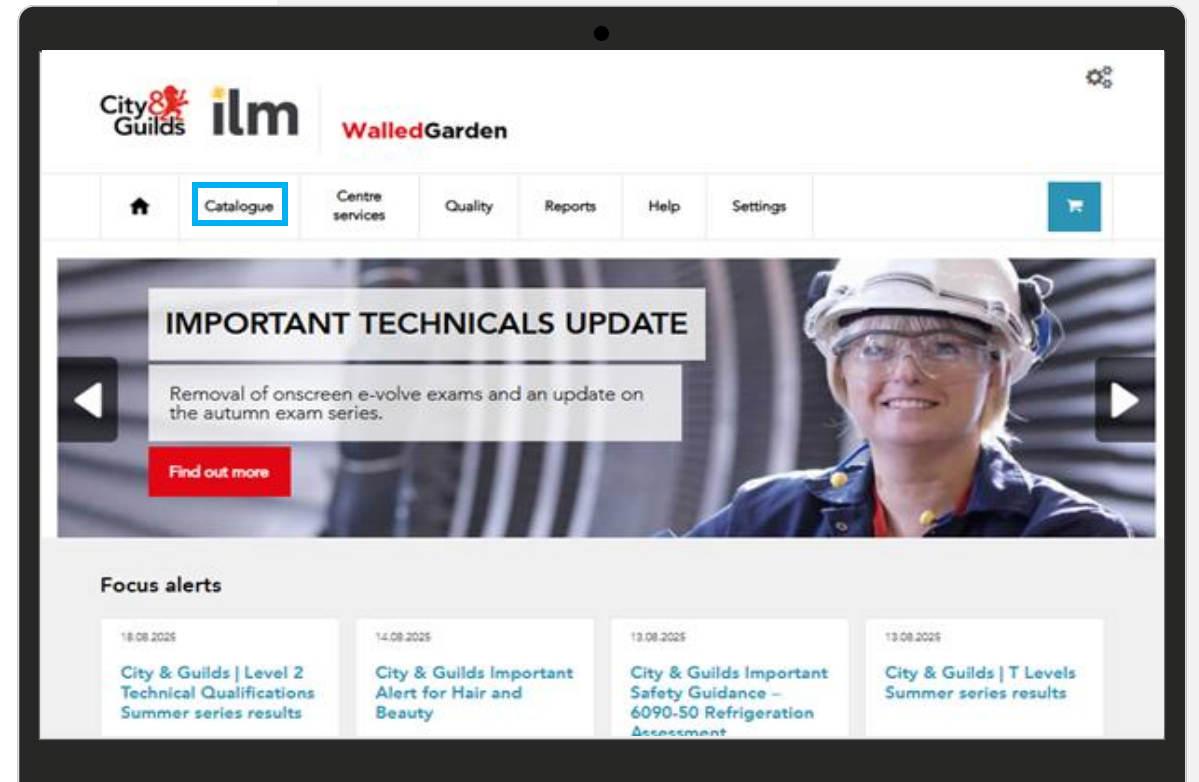 City&
Guilds
ilm
WalledGarden
Catalogue
Centre
services
Quality
Reports
Help
Settings
IMPORTANT TECHNICALS UPDATE
Removal of onscreen e-volve exams and an update on
the autumn exam series.
Find out more
Focus alerts
18.08.2025
City & Guilds | Level 2
Technical Qualifications
Summer series results
14.08.2025
City & Guilds Important
Alert for Hair and
Beauty
13.08.2025
City & Guilds Important
Safety Guidance –
6090-50 Refrigeration
Assessment
13.08.2025
City & Guilds | T Levels
Summer series results